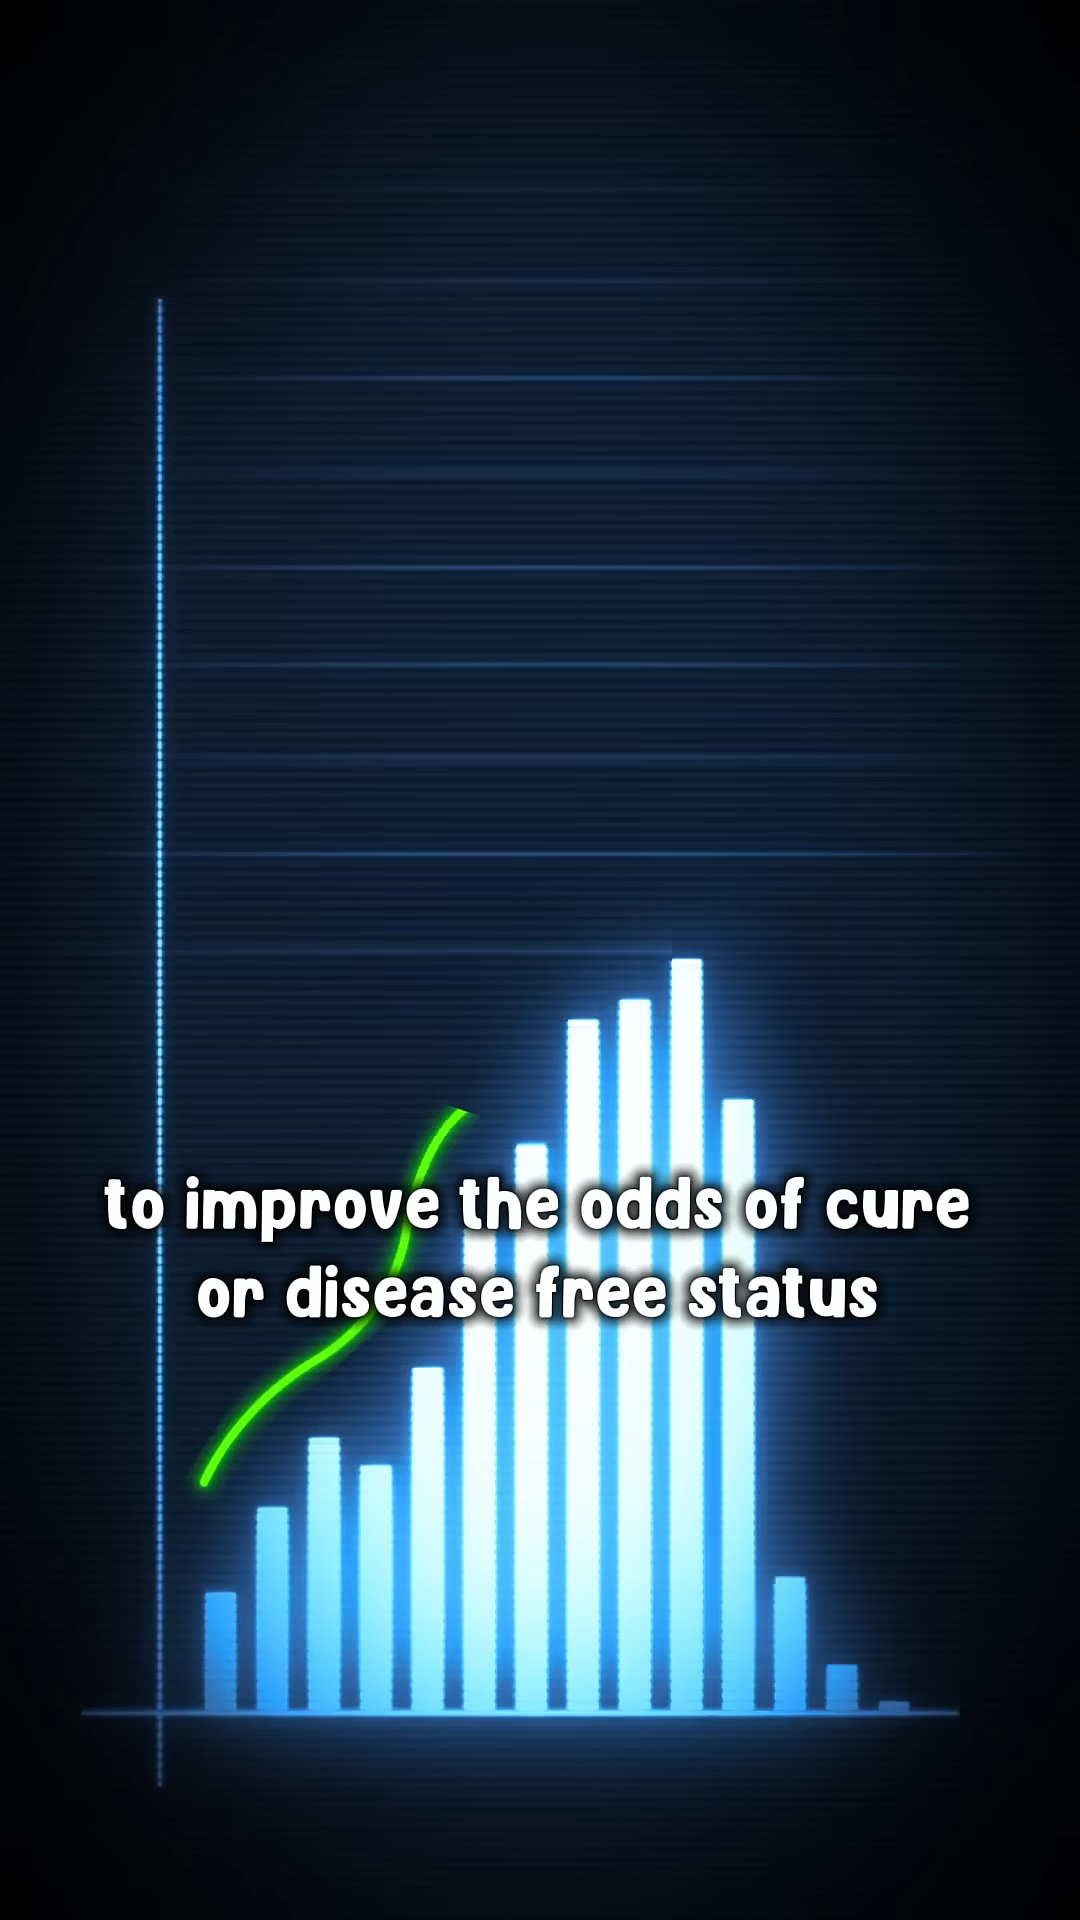 to improve the odds of cure
or disease free status